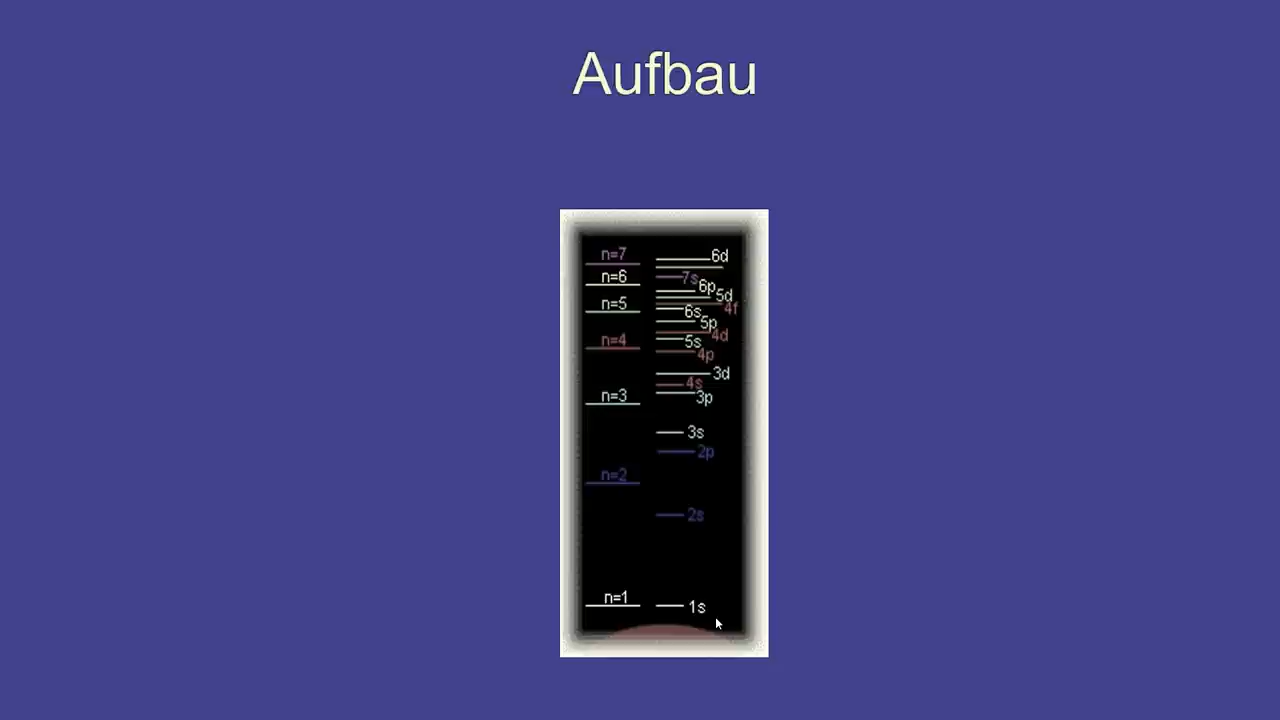 Aufbau
n=7
6d
n=6
7s
6p
5d
n=5
4f
6s
5p
4d
n=4
5s
4p
3d
4s
n=3
3p
3s
2p
n=2
2s
n=1
1s